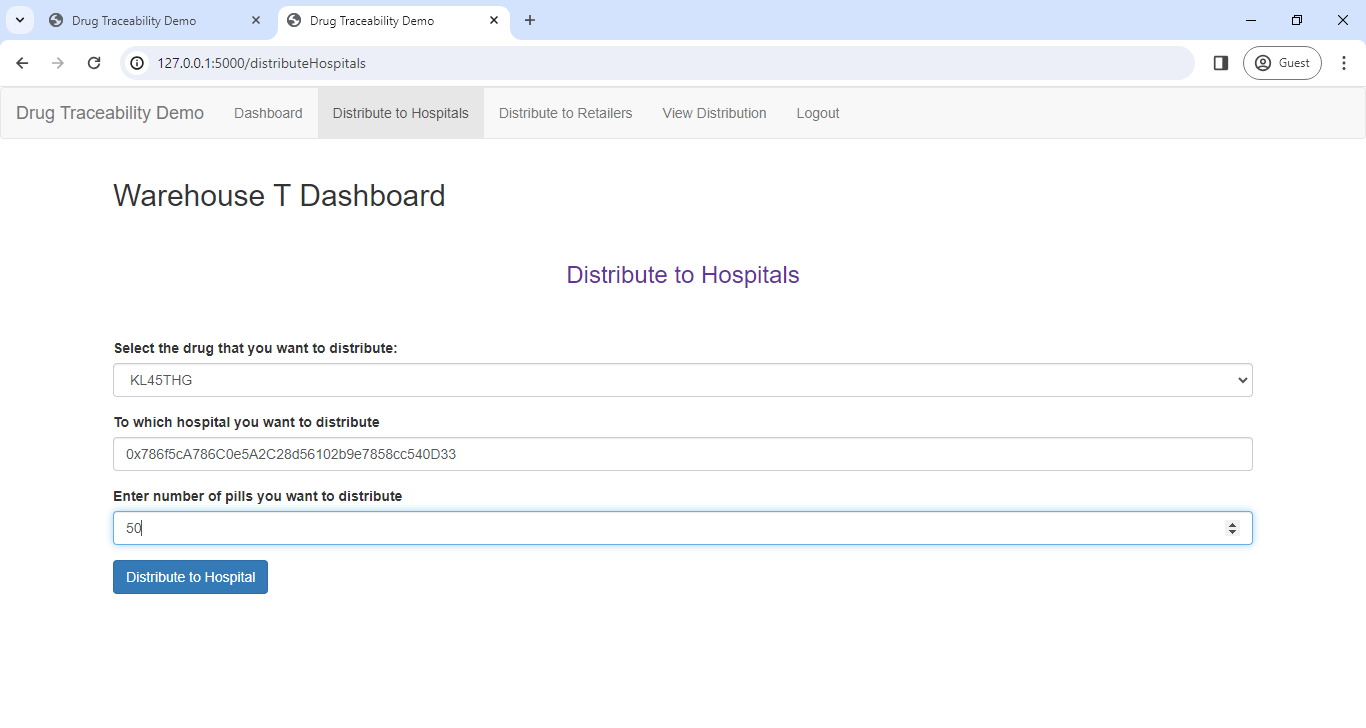 Drug Traceability Demo
Drug Traceability Demo
127.0.0.1:5000/distributeHospitals
Guest
Drug Traceability Demo Dashboard Distribute to Hospitals Distribute to Retailers View Distribution Logout
Warehouse T Dashboard
Distribute to Hospitals
Select the drug that you want to distribute:
KL45THG
To which hospital you want to distribute
0x786f5cA786C0e5A2C28d56102b9e7858cc540D33
Enter number of pills you want to distribute
50
Distribute to Hospital